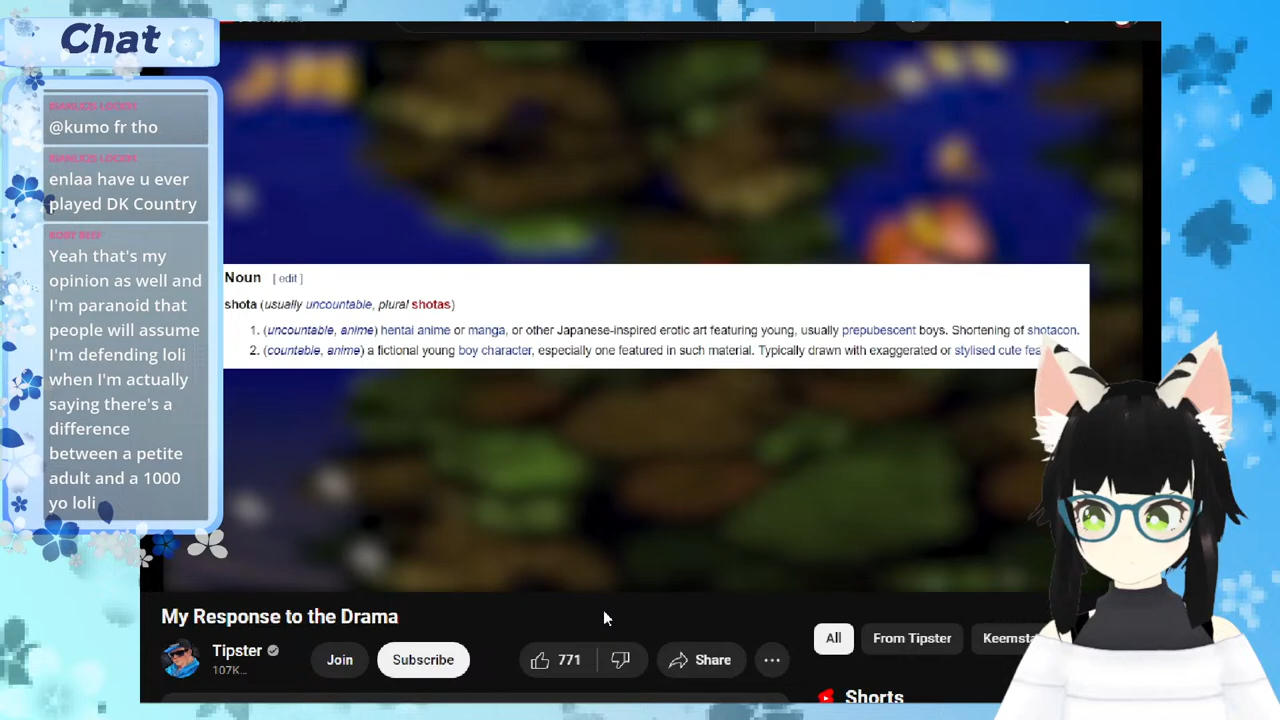 Chat
@kumo fr tho
enlaa have u ever
played DK Country
Yeah that's my
opinion as well and
I'm paranoid that
people will assume
I'm defending loli
when I'm actually
saying there's a
difference
between a petite
adult and a 1000
yo loli
Noun [ edit ]
shota (usually uncountable, plural shotas)
1. (uncountable, anime) hentai anime or manga, or other Japanese-inspired erotic art featuring young, usually prepubescent boys. Shortening of shotacon.
2. (countable, anime) a fictional young boy character, especially one featured in such material. Typically drawn with exaggerated or stylised cute
My Response to the Drama
Tipster
107K...
Join
Subscribe
771
Share
All
From Tipster
Shorts